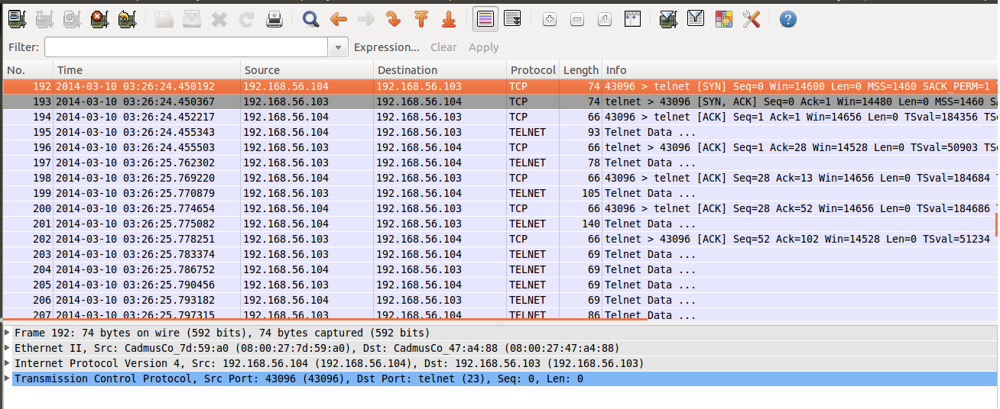 Filter: Expression... Clear Apply
No. Time Source Destination Protocol Length Info
192 2014-03-10 03:26:24.450192 192.168.56.104 192.168.56.103 TCP 74 43096 > telnet [SYN] Seq=0 Win=14600 Len=0 MSS=1460 SACK_PERM=1
193 2014-03-10 03:26:24.450367 192.168.56.103 192.168.56.104 TCP 74 telnet > 43096 [SYN, ACK] Seq=0 Ack=1 Win=14480 Len=0 MSS=1460
194 2014-03-10 03:26:24.452217 192.168.56.104 192.168.56.103 TCP 66 43096 > telnet [ACK] Seq=1 Ack=1 Win=14656 Len=0 TSval=184356
195 2014-03-10 03:26:24.455343 192.168.56.104 192.168.56.103 TELNET 93 Telnet Data ...
196 2014-03-10 03:26:24.455503 192.168.56.103 192.168.56.104 TCP 66 telnet > 43096 [ACK] Seq=1 Ack=28 Win=14528 Len=0 TSval=50903
197 2014-03-10 03:26:25.762302 192.168.56.103 192.168.56.104 TELNET 78 Telnet Data ...
198 2014-03-10 03:26:25.769220 192.168.56.104 192.168.56.103 TCP 66 43096 > telnet [ACK] Seq=28 Ack=13 Win=14656 Len=0 TSval=184684
199 2014-03-10 03:26:25.770879 192.168.56.103 192.168.56.104 TELNET 105 Telnet Data ...
200 2014-03-10 03:26:25.774654 192.168.56.104 192.168.56.103 TCP 66 43096 > telnet [ACK] Seq=28 Ack=52 Win=14656 Len=0 TSval=184686
201 2014-03-10 03:26:25.775082 192.168.56.104 192.168.56.103 TELNET 140 Telnet Data ...
202 2014-03-10 03:26:25.778251 192.168.56.103 192.168.56.104 TCP 66 telnet > 43096 [ACK] Seq=52 Ack=102 Win=14528 Len=0 TSval=51234
203 2014-03-10 03:26:25.783374 192.168.56.103 192.168.56.104 TELNET 69 Telnet Data ...
204 2014-03-10 03:26:25.786752 192.168.56.104 192.168.56.103 TELNET 69 Telnet Data ...
205 2014-03-10 03:26:25.790456 192.168.56.103 192.168.56.104 TELNET 69 Telnet Data ...
206 2014-03-10 03:26:25.793182 192.168.56.104 192.168.56.103 TELNET 69 Telnet Data ...
207 2014-03-10 03:26:25.797315 192.168.56.103 192.168.56.104 TELNET 86 Telnet Data ...
Frame 192: 74 bytes on wire (592 bits), 74 bytes captured (592 bits)
Ethernet II, Src: CadmusCo_7d:59:a0 (08:00:27:7d:59:a0), Dst: CadmusCo_47:a4:88 (08:00:27:47:a4:88)
Internet Protocol Version 4, Src: 192.168.56.104 (192.168.56.104), Dst: 192.168.56.103 (192.168.56.103)
Transmission Control Protocol, Src Port: 43096 (43096), Dst Port: telnet (23), Seq: 0, Len: 0